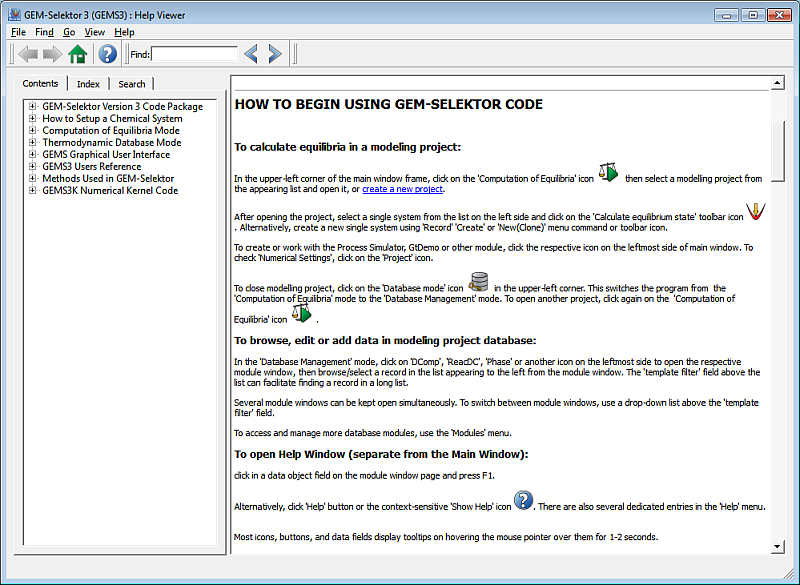 GEM-Selektor 3 (GEMS3) : Help Viewer
File Find Go View Help
Find:
Contents Index Search
GEM-Selektor Version 3 Code Package
How to Setup a Chemical System
Computation of Equilibria Mode
Thermodynamic Database Mode
GEMS Graphical User Interface
GEMS3 Users Reference
Methods Used in GEM-Selektor
GEMS3K Numerical Kernel Code
HOW TO BEGIN USING GEM-SELEKTOR CODE
To calculate equilibria in a modeling project:
In the upper-left corner of the main window frame, click on the 'Computation of Equilibria' icon then select a modelling project from
the appearing list and open it, or create a new project.
After opening the project, select a single system from the list on the left side and click on the 'Calculate equilibrium state' toolbar icon
. Alternatively, create a new single system using 'Record' 'Create' or 'New(Clone)' menu command or toolbar icon.
To create or work with the Process Simulator, GtDemo or other module, click the respective icon on the leftmost side of main window. To
check 'Numerical Settings', click on the 'Project' icon.
To close modelling project, click on the 'Database mode' icon in the upper-left corner. This switches the program from the
'Computation of Equilibria' mode to the 'Database Management' mode. To open another project, click again on the 'Computation of
Equilibria' icon .
To browse, edit or add data in modeling project database:
In the 'Database Management' mode, click on 'DComp', 'ReacDC', 'Phase' or another icon on the leftmost side to open the respective
module window, then browse/select a record in the list appearing to the left from the module window. The 'template filter' field above the
list can facilitate finding a record in a long list.
Several module windows can be kept open simultaneously. To switch between module windows, use a drop-down list above the 'template
filter' field.
To access and manage more database modules, use the 'Modules' menu.
To open Help Window (separate from the Main Window):
click in a data object field on the module window page and press F1.
Alternatively, click 'Help' button or the context-sensitive 'Show Help' icon . There are also several dedicated entries in the 'Help' menu.
Most icons, buttons, and data fields display tooltips on hovering the mouse pointer over them for 1-2 seconds.